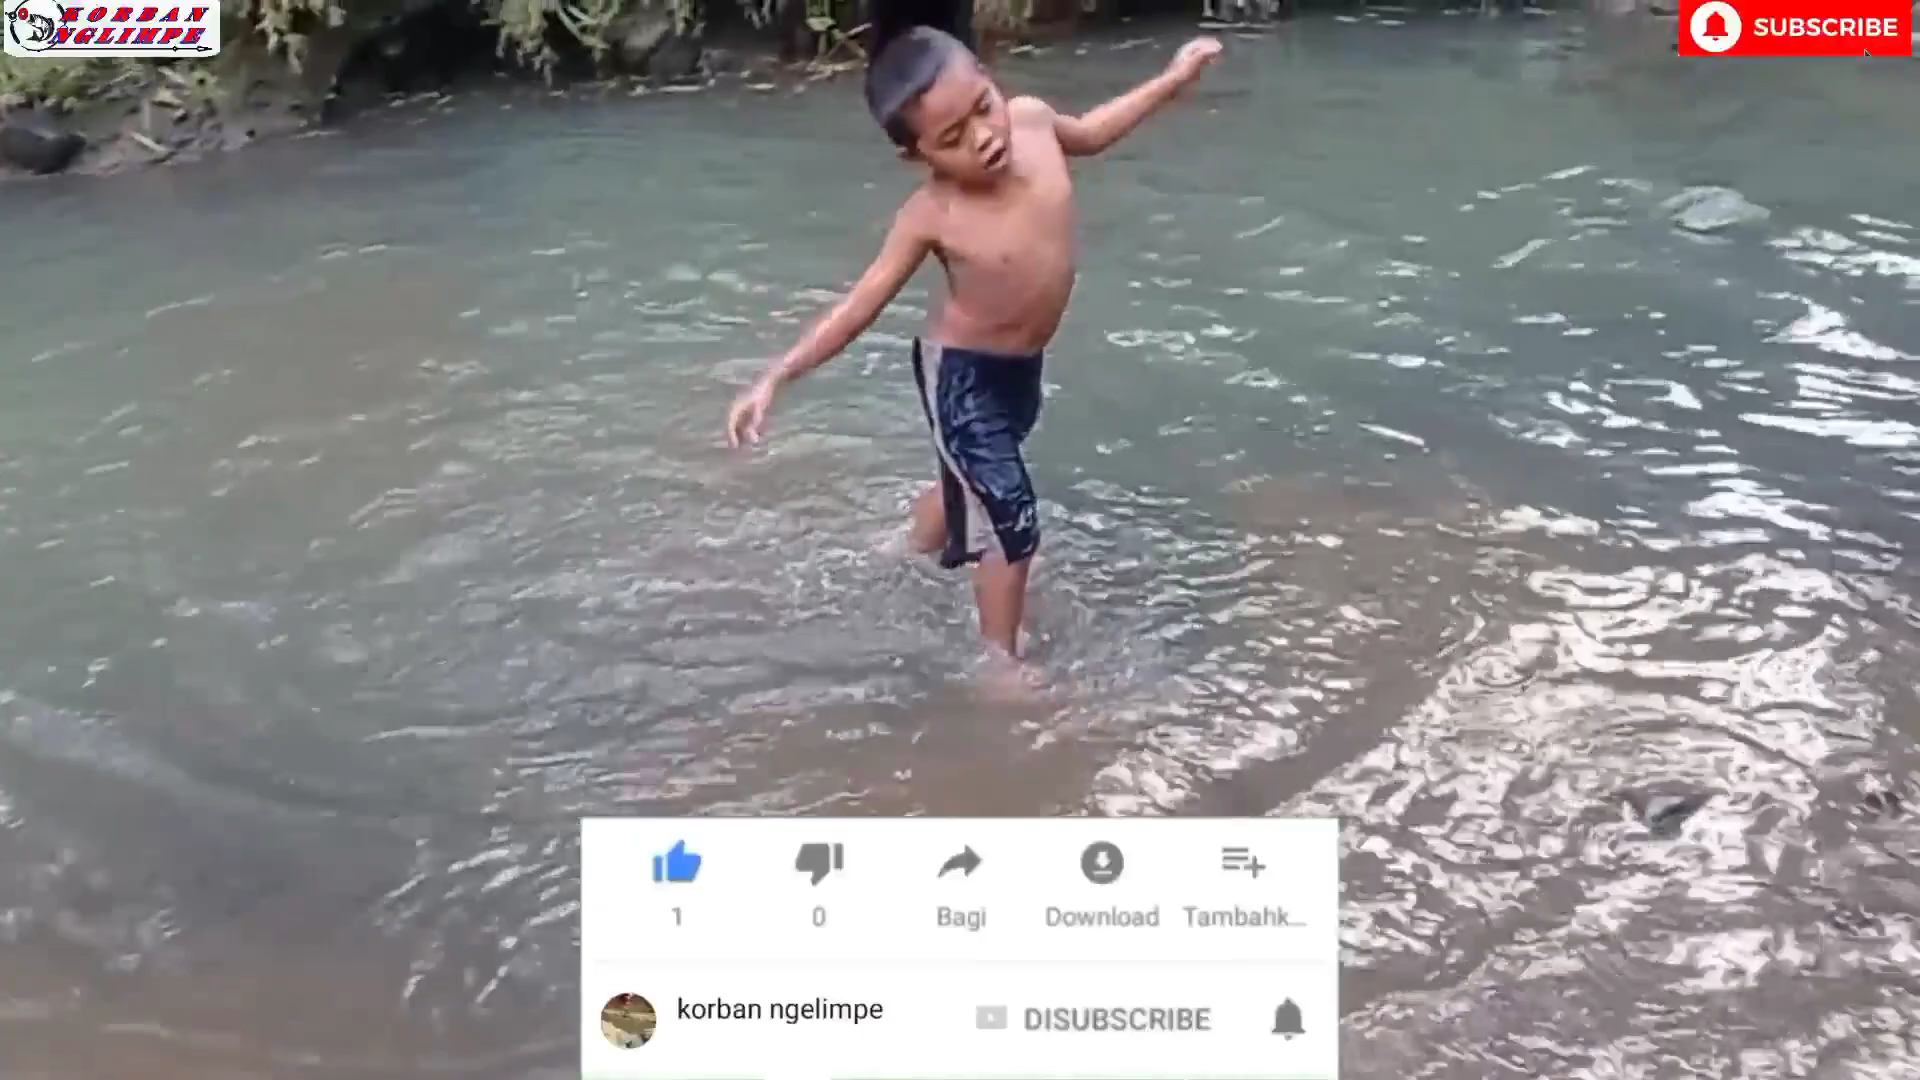 KORBAN
NGLIMPE
SUBSCRIBE
1
0
Bagi
Download
Tambahk...
korban ngelimpe
DISUBSCRIBE